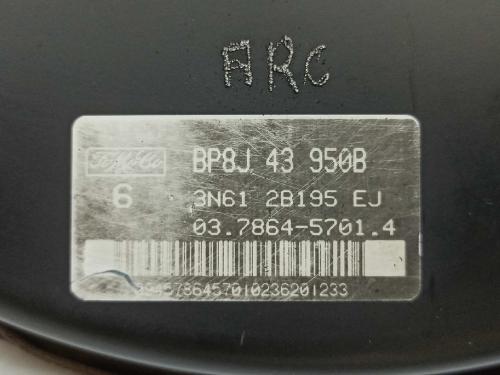 ARC
BP8J 43 950B
6
3N61 2B195 EJ
03.7864-5701.4